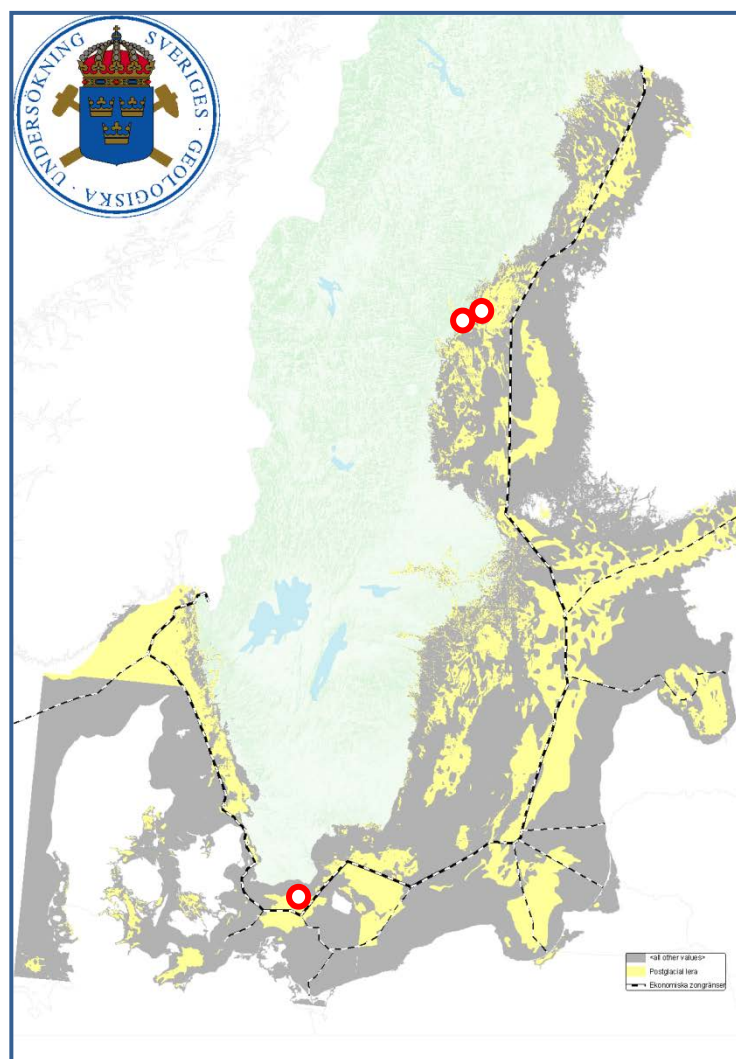 SVERIGES · GEOLOGISKA · UNDERSÖKNING ·
<all other values>
Postglacial lera
Ekonomiska zongränser